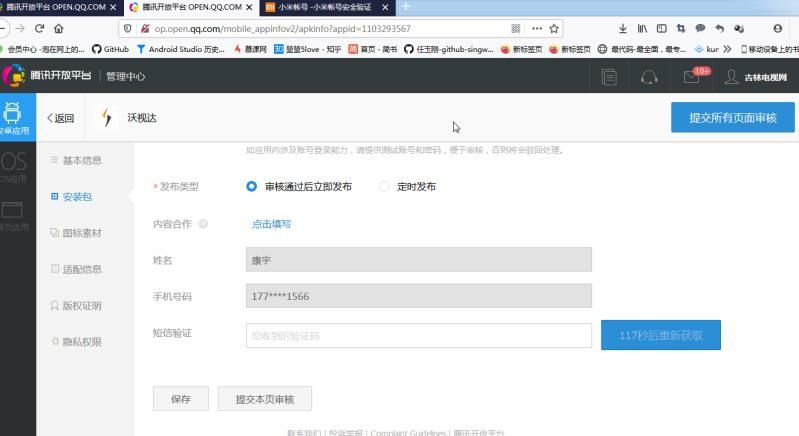 腾讯开放平台 OPEN.QQ.COM
腾讯开放平台 OPEN.QQ.COM
小米帐号 -小米帐号安全验证
op.open.qq.com/mobile_appinfov2/apkinfo?appid=1103293567
会员中心 -泡在网上的...
GitHub
Android Studio 历史...
慕课网
堃堃5love - 知乎
首页 - 简书
任玉刚-github-singw...
新标签页
新标签页
最代码-最全面，最专...
kur
移动设备上的书
腾讯开放平台 管理中心
10+
吉林电视网
返回
沃视达
提交所有页面审核
安卓应用
iOS应用
网页应用
基本信息
安装包
图标素材
适配信息
版权证明
隐私权限
如应用内涉及账号登录能力，请提供测试账号和密码，便于审核，否则将会驳回处理。
* 发布类型 审核通过后立即发布 定时发布
内容合作 点击填写
姓名 康宇
手机号码 177****1566
短信验证 您收到的验证码 117秒后重新获取
保存 提交本页审核
联系我们 | 投诉举报 | Complaint Guidelines | 腾讯开放平台